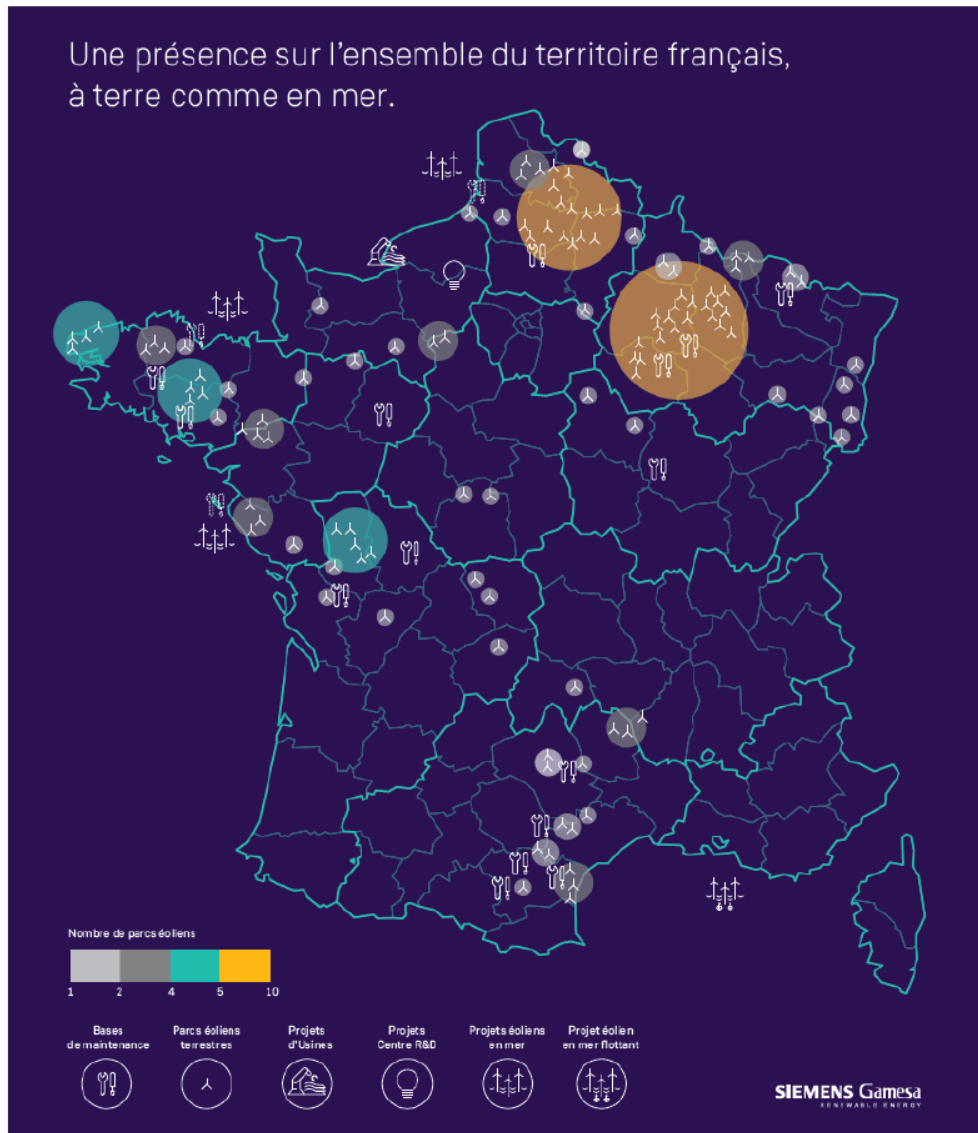 Une présence sur l'ensemble du territoire français,
à terre comme en mer.
Nombre de parcs éoliens
1 2 4 5 10
Bases
de maintenance
Parcs éoliens
terrestres
Projets
d'Usines
Projets
Centre R&D
Projets éoliens
en mer
Projet éolien
en mer flottant
SIEMENS Gamesa
RENEWABLE ENERGY